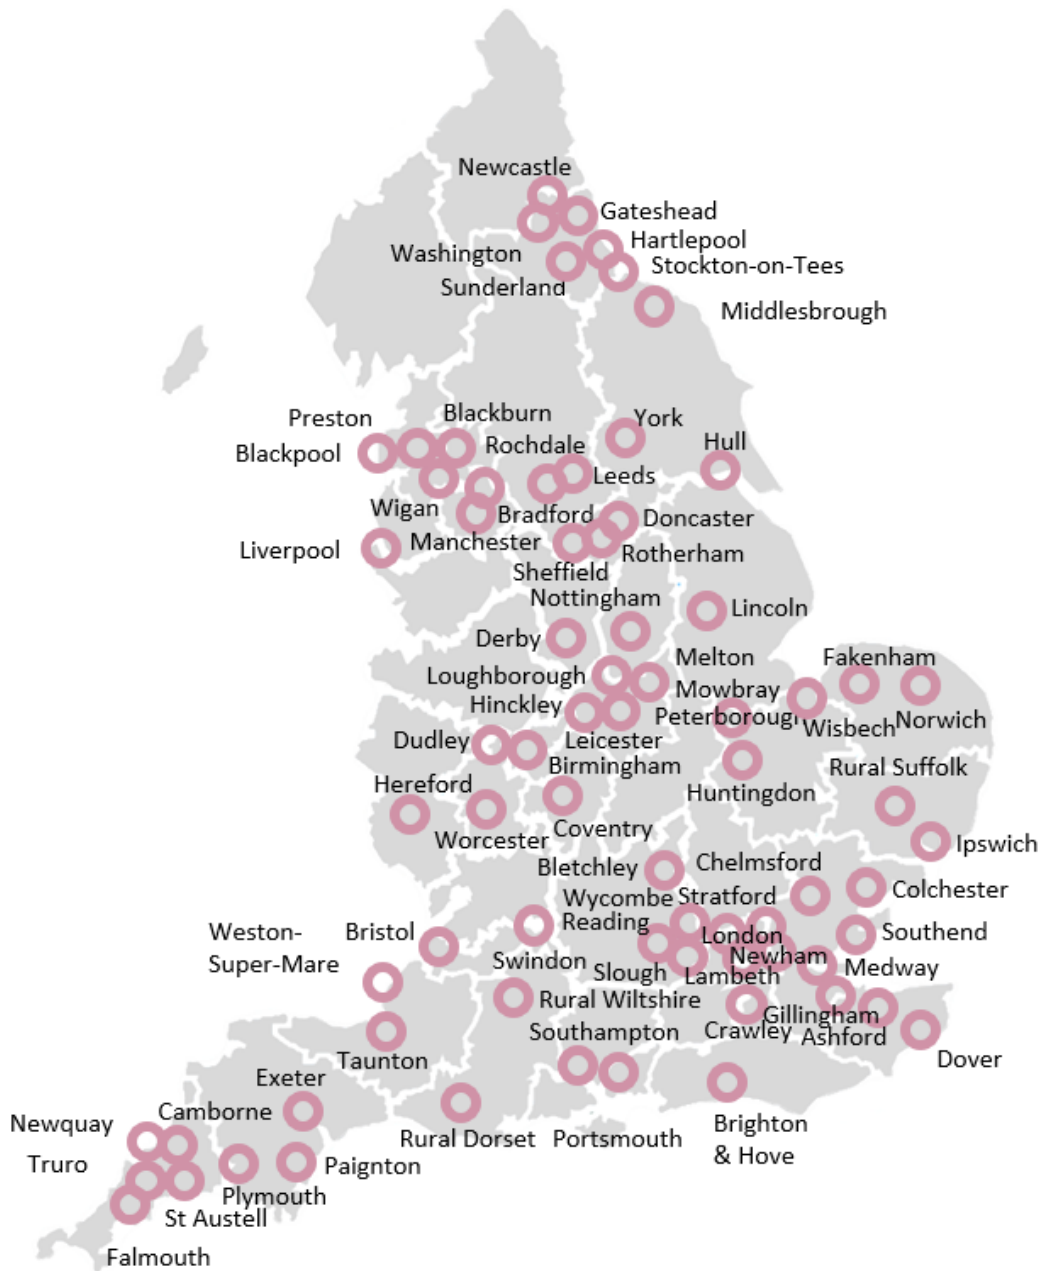 Newcastle
Gateshead
Hartlepool
Washington
Stockton-on-Tees
Sunderland
Middlesbrough
Preston
Blackburn
York
Blackpool
Rochdale
Hull
Leeds
Wigan
Bradford
Doncaster
Liverpool
Manchester
Rotherham
Sheffield
Nottingham
Lincoln
Derby
Melton
Mowbray
Fakenham
Loughborough
Hinckley
Peterborough
Wisbech
Norwich
Dudley
Leicester
Birmingham
Rural Suffolk
Hereford
Huntingdon
Coventry
Worcester
Ipswich
Bletchley
Chelmsford
Colchester
Wycombe
Stratford
Reading
Weston-
Super-Mare
Bristol
London
Southend
Newham
Swindon
Slough
Lambeth
Medway
Rural Wiltshire
Gillingham
Southampton
Crawley
Ashford
Taunton
Dover
Exeter
Camborne
Newquay
Rural Dorset
Portsmouth
Brighton
& Hove
Truro
Paignton
Plymouth
St Austell
Falmouth